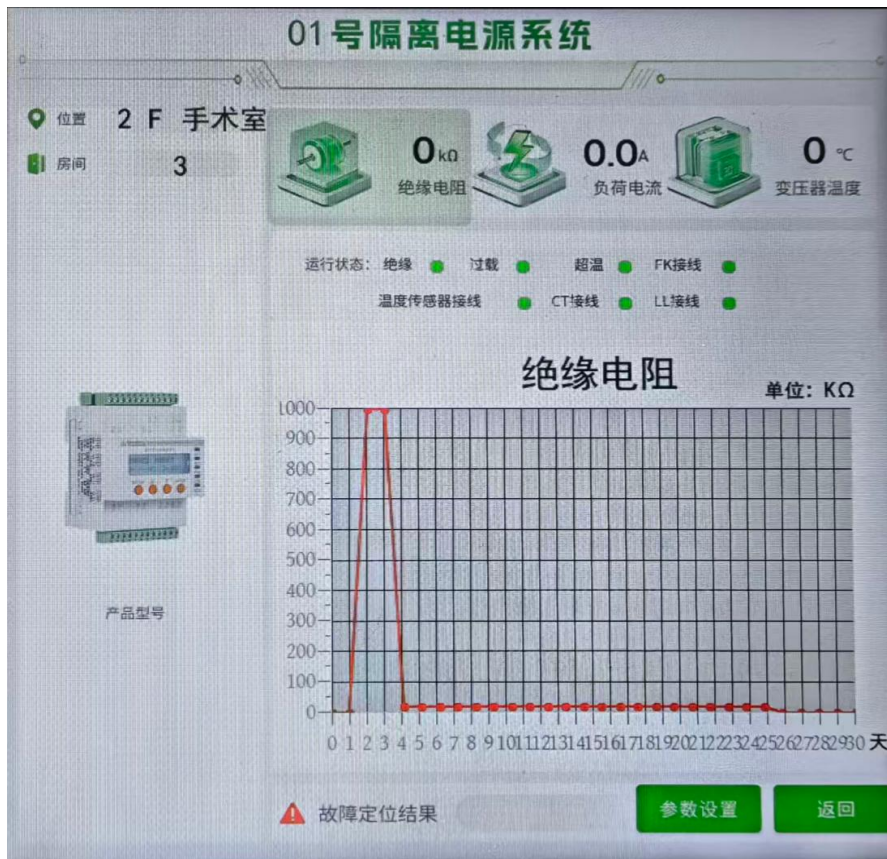 01号隔离电源系统
位置 2 F 手术室
房间 3
0 kΩ
绝缘电阻
0.0 A
负荷电流
0 ℃
变压器温度
运行状态: 绝缘 过载 超温 FK接线
温度传感器接线 CT接线 LL接线
绝缘电阻
单位: KΩ
1000
900
800
700
600
500
400
300
200
100
0
0 1 2 3 4 5 6 7 8 9 10 11 12 13 14 15 16 17 18 19 20 21 22 23 24 25 26 27 28 29 30 天
产品型号
故障定位结果
参数设置
返回